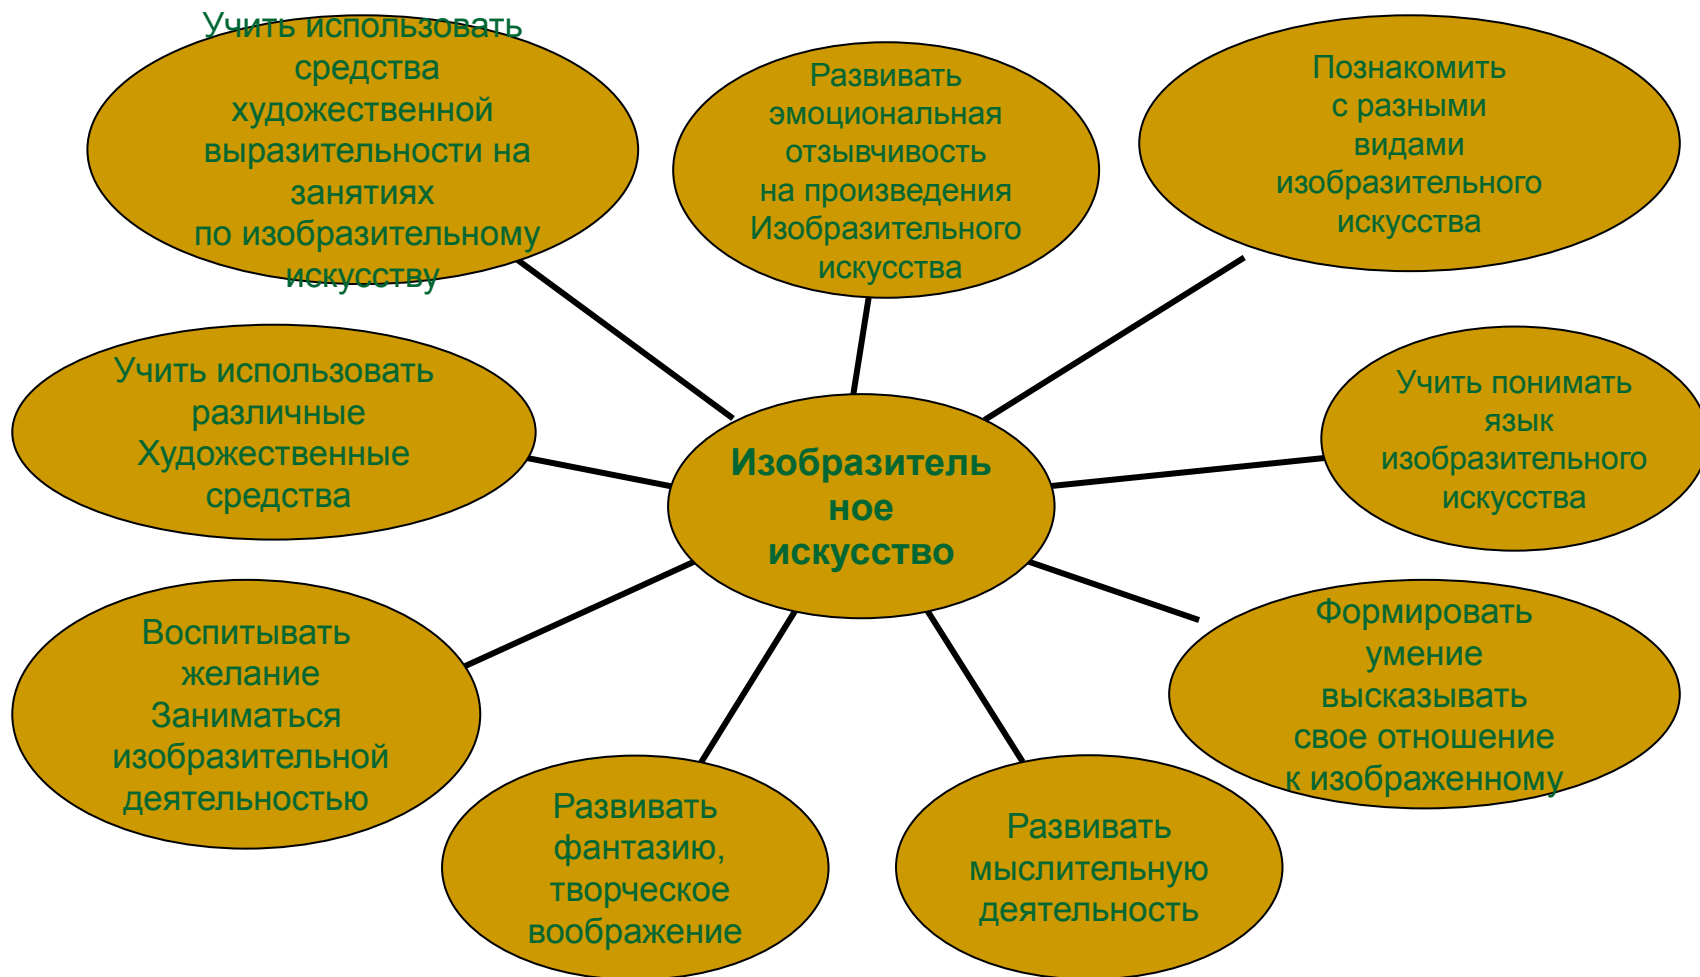 Учить использовать
средства
художественной
выразительности на
занятиях
по изобразительному
искусству
Развивать
эмоциональная
отзывчивость
на произведения
Изобразительного
искусства
Познакомить
с разными
видами
изобразительного
искусства
Учить использовать
различные
Художественные
средства
Изобразитель
ное
искусство
Учить понимать
язык
изобразительного
искусства
Воспитывать
желание
Заниматься
изобразительной
деятельностью
Развивать
фантазию,
творческое
воображение
Развивать
мыслительную
деятельность
Формировать
умение
высказывать
свое отношение
к изображенному